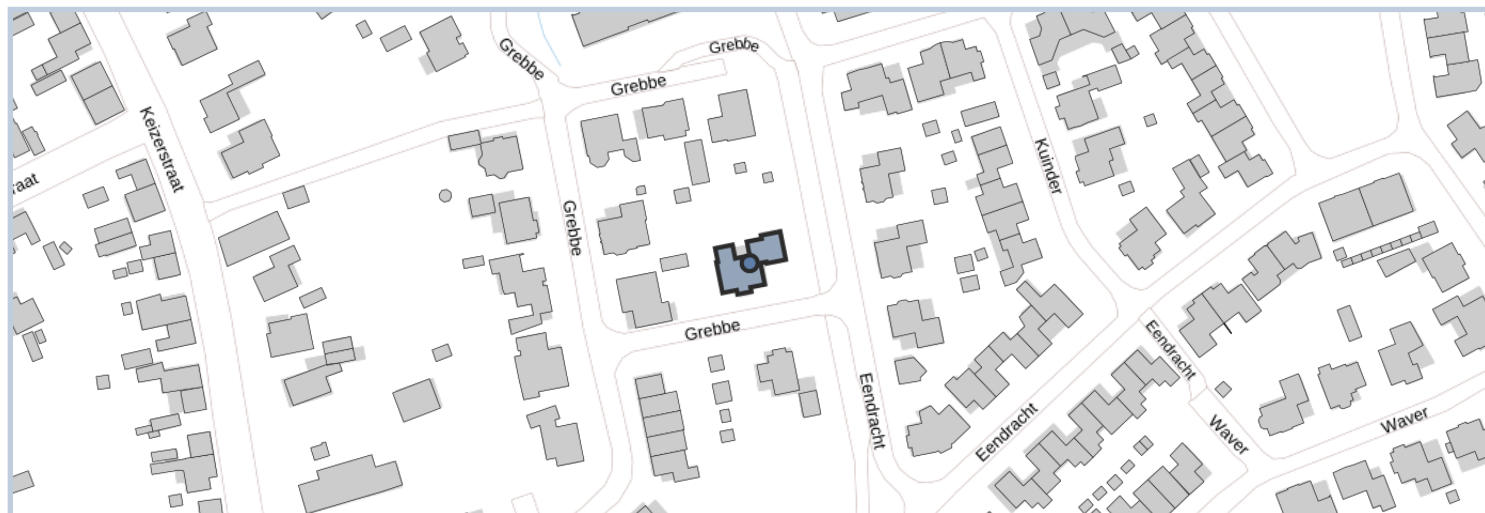 Grebbe
Grebbe
Grebbe
Keizerstraat
Kuinder
raat
Grebbe
Grebbe
Eendracht
Eendracht
Eendracht
Waver
Waver